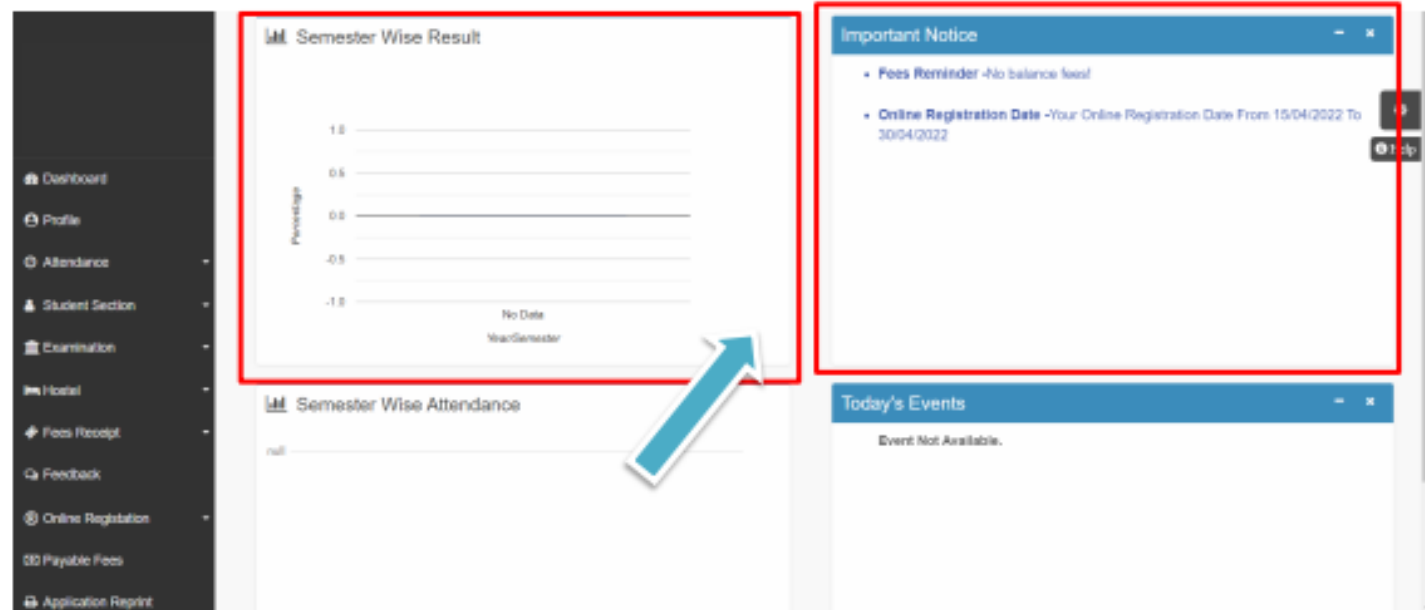 Dashboard
Profile
Attendance
Student Section
Examination
Hostel
Fees Receipt
Feedback
Online Registation
Payable Fees
Application Reprint
Semester Wise Result
1.0
0.5
0.0
-0.5
-1.0
Percentage
No Data
Year/Semester
Semester Wise Attendance
null
Important Notice
Fees Reminder -No balance fees!
Online Registration Date -Your Online Registration Date From 15/04/2022 To
30/04/2022
Help
Today's Events
Event Not Available.